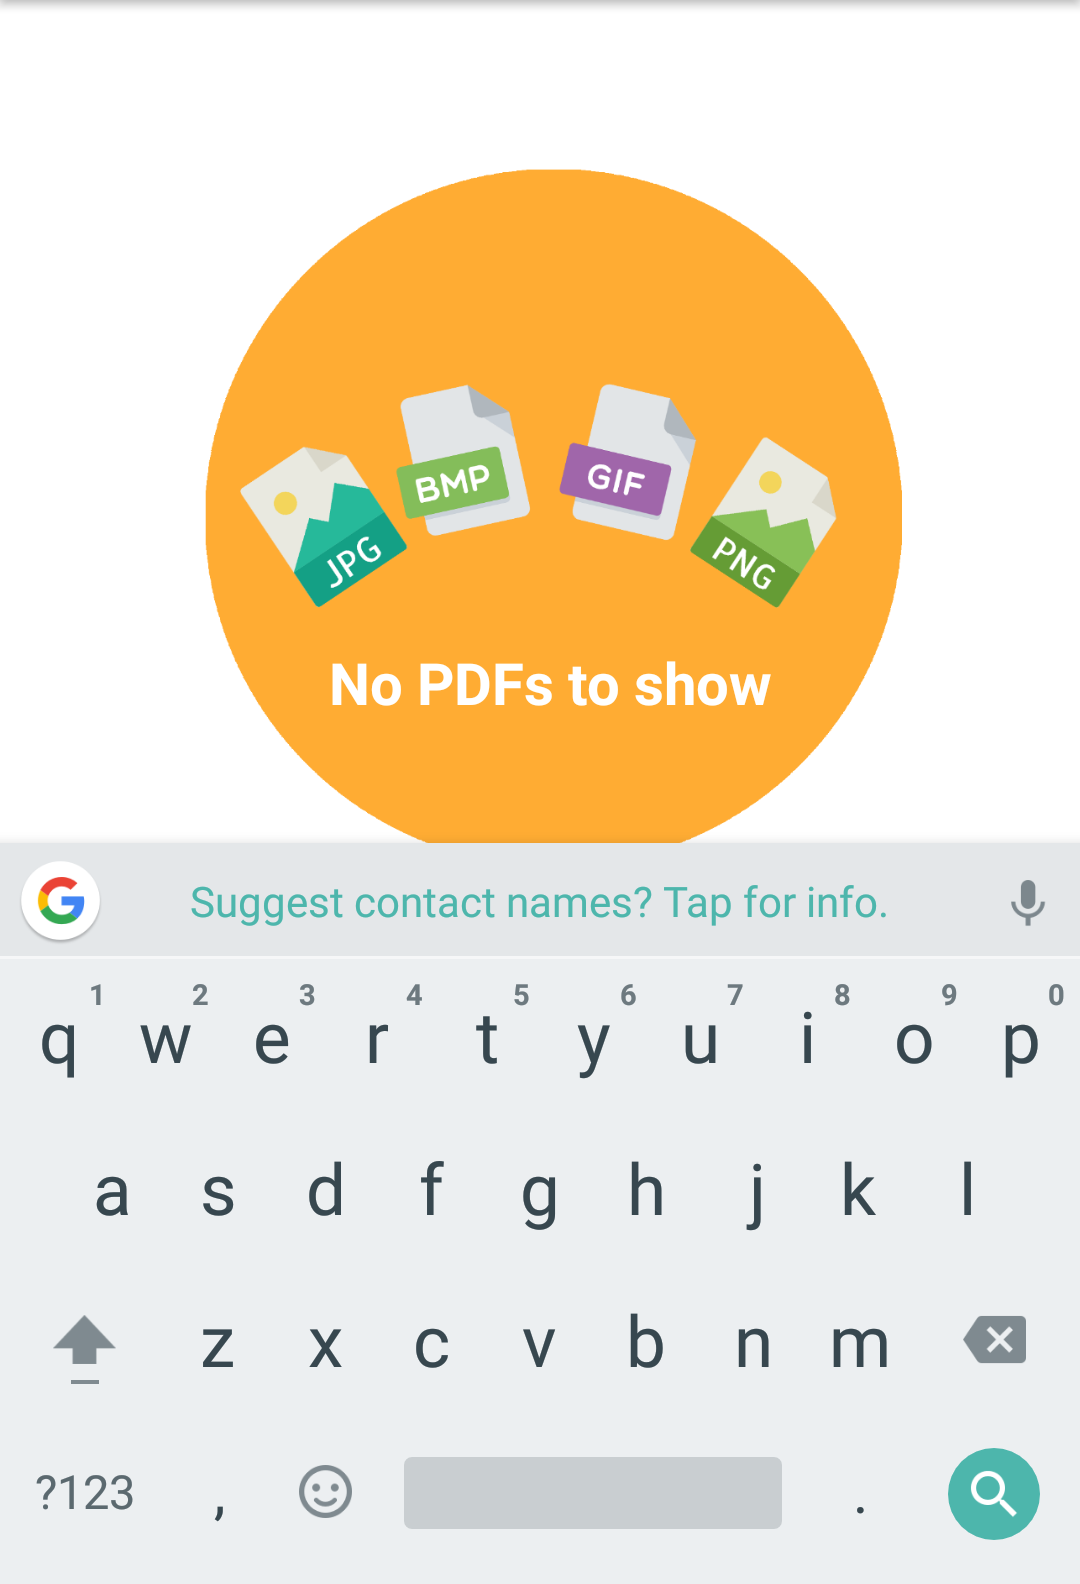 BMP
GIF
JPG
PNG
No PDFs to show
G Suggest contact names? Tap for info.
1 2 3 4 5 6 7 8 9 0
q w e r t y u i o p
a s d f g h j k l
z x c v b n m
?123 , .